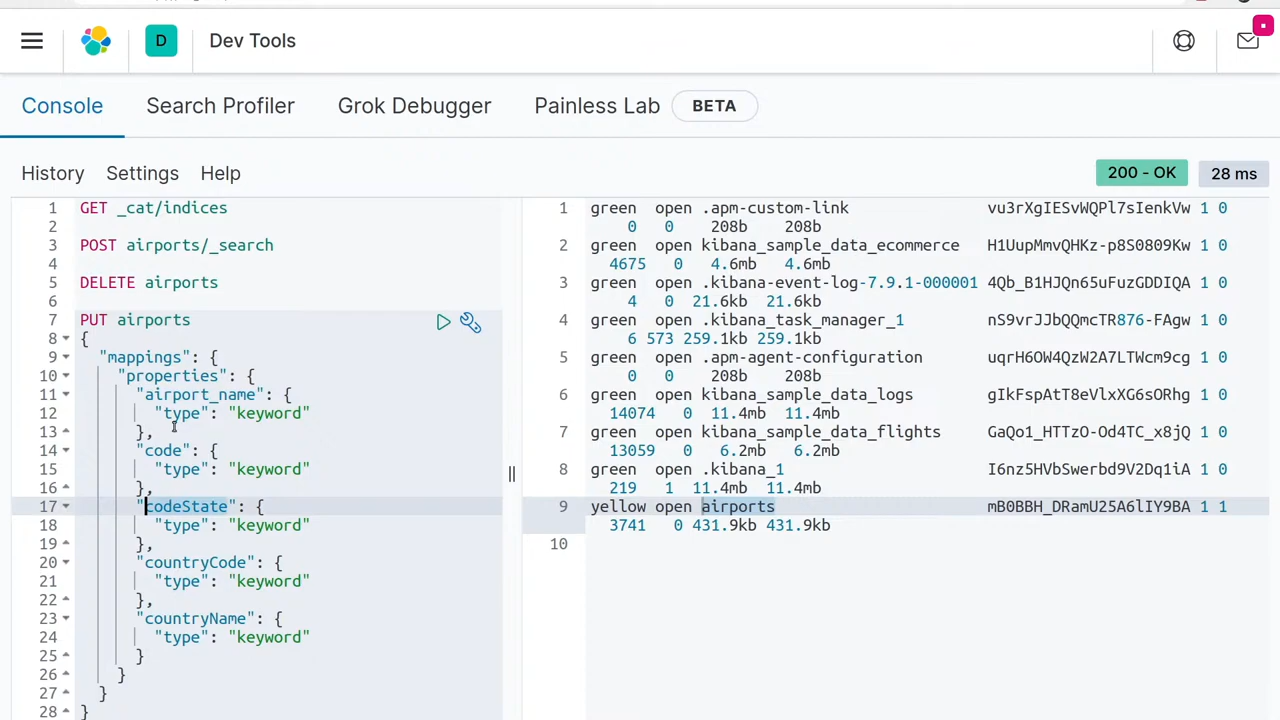 D
Dev Tools
Console
Search Profiler
Grok Debugger
Painless Lab
BETA
History
Settings
Help
200 - OK
28 ms
1 GET _cat/indices
2
3 POST airports/_search
4
5 DELETE airports
6
7 PUT airports
8 {
9 "mappings": {
10 "properties": {
11 "airport_name": {
12 "type": "keyword"
13 },
14 "code": {
15 "type": "keyword"
16 },
17 "codeState": {
18 "type": "keyword"
19 },
20 "countryCode": {
21 "type": "keyword"
22 },
23 "countryName": {
24 "type": "keyword"
25 }
26 }
27 }
28 }
1 green open .apm-custom-link vu3rXgIESvWQPl7sIenkVw 1 0
0 0 208b 208b
2 green open kibana_sample_data_ecommerce H1UupMmvQHKz-p8S0809Kw 1 0
4675 0 4.6mb 4.6mb
3 green open .kibana-event-log-7.9.1-000001 4Qb_B1HJQn65uFuzGDDIQA 1 0
4 0 21.6kb 21.6kb
4 green open .kibana_task_manager_1 nS9vrJJbQQmcTR876-FAgw 1 0
6 573 259.1kb 259.1kb
5 green open .apm-agent-configuration uqrH6OW4QzW2A7LTWcm9cg 1 0
0 0 208b 208b
6 green open kibana_sample_data_logs gIkFspAtT8eVlxXG6sORhg 1 0
14074 0 11.4mb 11.4mb
7 green open kibana_sample_data_flights GaQo1_HTTzO-Od4TC_x8jQ 1 0
13059 0 6.2mb 6.2mb
8 green open .kibana_1 I6nz5HVbSwerbd9V2Dq1iA 1 0
219 1 11.4mb 11.4mb
9 yellow open airports mB0BBH_DRamU25A6lIY9BA 1 1
3741 0 431.9kb 431.9kb
10